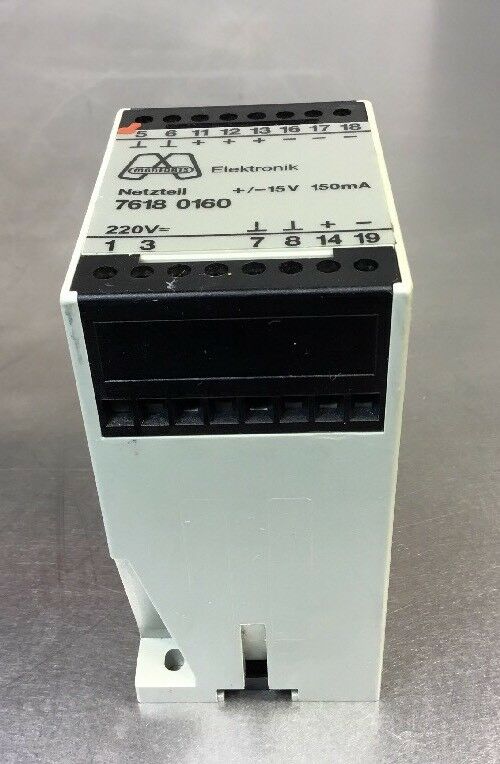 5 6 11 12 13 16 17 18
⊥ ⊥ + + + − − −
Elektronik
Netzteil +/−15V 150mA
7618 0160
220V≂ ⊥ ⊥ + −
1 3 7 8 14 19